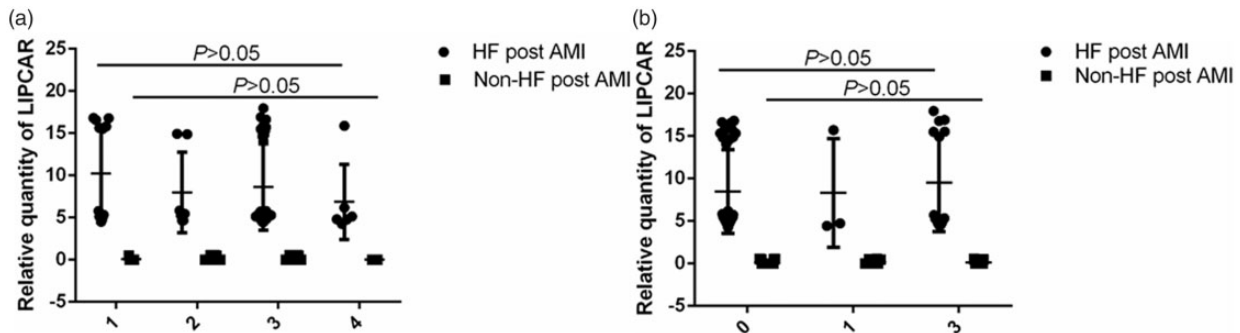 (a)
Relative quantity of LIPCAR
25
20
15
10
5
0
-5
P>0.05
P>0.05
1
2
3
4
HF post AMI
Non-HF post AMI
(b)
Relative quantity of LIPCAR
25
20
15
10
5
0
-5
P>0.05
P>0.05
0
1
3
HF post AMI
Non-HF post AMI